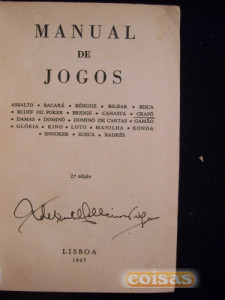 MANUAL
DE
JOGOS
ASSALTO • BACARÁ • BÉSIGUE • BILHAR • BISCA
BLUFF OU POKER • BRIDGE • CANASTA • CRAPÔ
DAMAS • DOMINÓ • DOMINÓ DE CARTAS • GAMÃO
GLÓRIA • KINO • LOTO • MANILHA • RONDA
SNOOKER • SUECA • XADRÊS
2.ª edição
LISBOA
1967
coisas